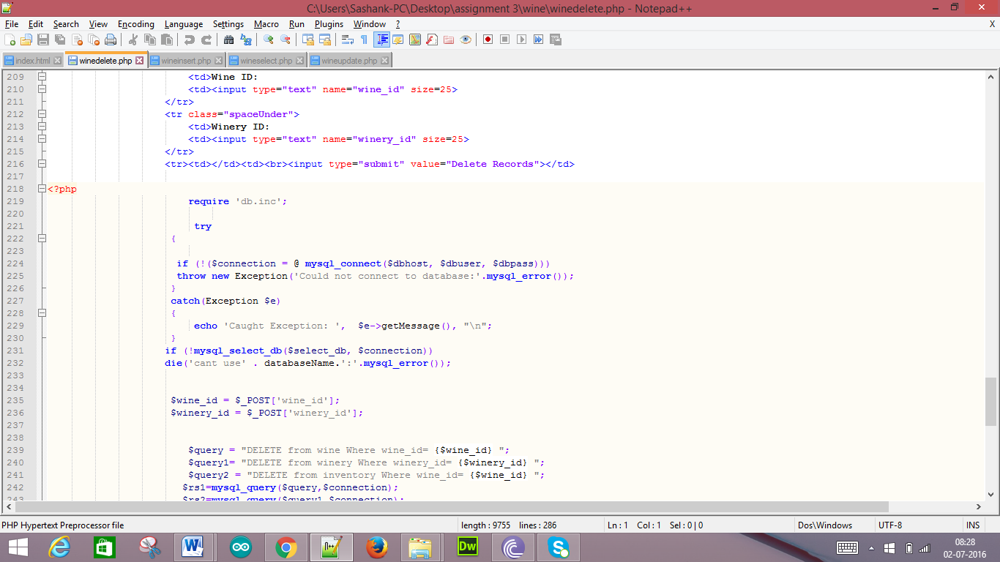 C:\Users\Sashank-PC\Desktop\assignment 3\wine\winedelete.php - Notepad++
File Edit Search View Encoding Language Settings Macro Run Plugins Window ? X
index.html winedelete.php wineinsert.php wineselect.php wineupdate.php
209 <td>Wine ID:
210 <td><input type="text" name="wine_id" size=25>
211 </tr>
212 <tr class="spaceUnder">
213 <td>Winery ID:
214 <td><input type="text" name="winery_id" size=25>
215 </tr>
216 <tr><td></td><td><br><input type="submit" value="Delete Records"></td>
217
218 <?php
219 require 'db.inc';
220
221 try
222 {
223
224 if (!($connection = @ mysql_connect($dbhost, $dbuser, $dbpass)))
225 throw new Exception('Could not connect to database:'.mysql_error());
226 }
227 catch(Exception $e)
228 {
229 echo 'Caught Exception: ',  $e->getMessage(), "\n";
230 }
231 if (!mysql_select_db($select_db, $connection))
232 die('cant use' . databaseName.':'.mysql_error());
233
234
235 $wine_id = $_POST['wine_id'];
236 $winery_id = $_POST['winery_id'];
237
238
239 $query = "DELETE from wine Where wine_id= {$wine_id} ";
240 $query1= "DELETE from winery Where winery_id= {$winery_id} ";
241 $query2 = "DELETE from inventory Where wine_id= {$wine_id} ";
242 $rs1=mysql_query($query,$connection);
243 $rs2=mysql_query($query1,$connection);
PHP Hypertext Preprocessor file length : 9755 lines : 286 Ln : 1 Col : 1 Sel : 0 | 0 Dos\Windows UTF-8 INS
08:28
02-07-2016